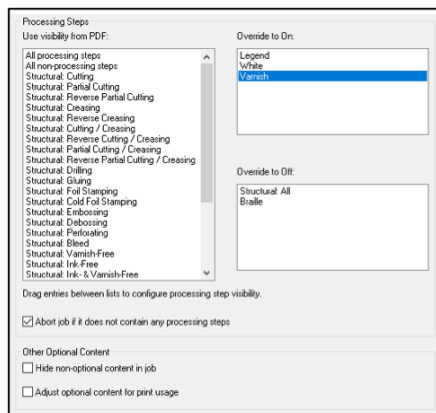 Processing Steps
Use visibility from PDF:
All processing steps
All non-processing steps
Structural: Cutting
Structural: Partial Cutting
Structural: Reverse Partial Cutting
Structural: Creasing
Structural: Reverse Creasing
Structural: Cutting / Creasing
Structural: Reverse Cutting / Creasing
Structural: Partial Cutting / Creasing
Structural: Reverse Partial Cutting / Creasing
Structural: Drilling
Structural: Gluing
Structural: Foil Stamping
Structural: Cold Foil Stamping
Structural: Embossing
Structural: Debossing
Structural: Perforating
Structural: Bleed
Structural: Varnish-Free
Structural: Ink-Free
Structural: Ink- & Varnish-Free
Override to On:
Legend
White
Varnish
Override to Off:
Structural: All
Braille
Drag entries between lists to configure processing step visibility.
Abort job if it does not contain any processing steps
Other Optional Content
Hide non-optional content in job
Adjust optional content for print usage